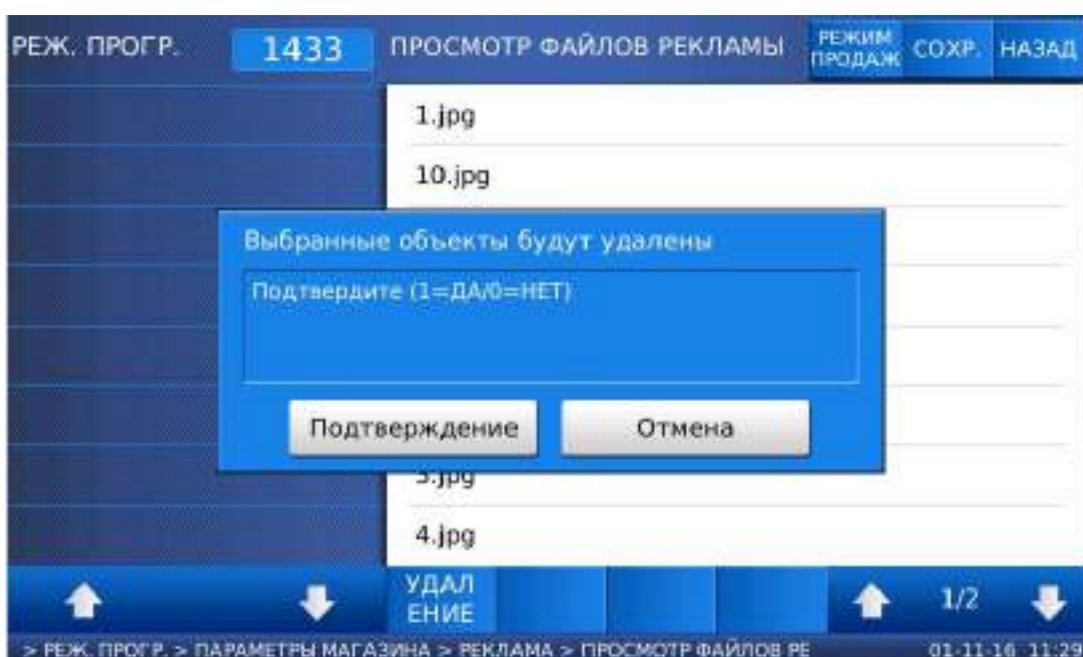 РЕЖ. ПРОГР. 1433 ПРОСМОТР ФАЙЛОВ РЕКЛАМЫ РЕЖИМ ПРОДАЖ СОХР. НАЗАД
1.jpg
10.jpg
Выбранные объекты будут удалены
Подтвердите (1=ДА/0=НЕТ)
Подтверждение Отмена
3.jpg
4.jpg
УДАЛ
ЕНИЕ
1/2
> РЕЖ. ПРОГР. > ПАРАМЕТРЫ МАГАЗИНА > РЕКЛАМА > ПРОСМОТР ФАЙЛОВ РЕ 01-11-16 11:29